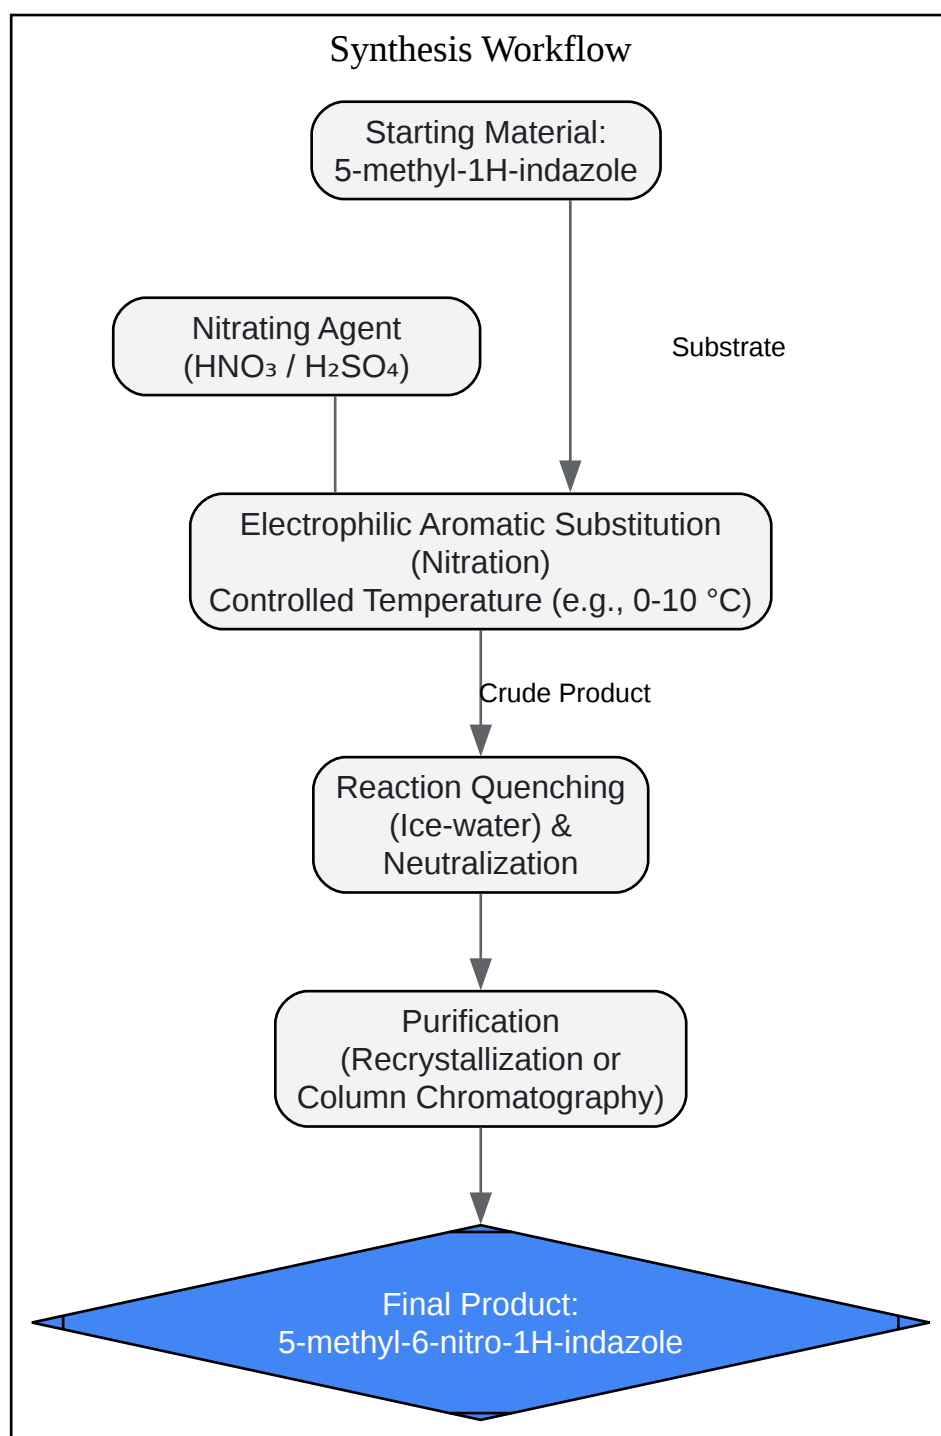 Synthesis Workflow
Starting Material:
5-methyl-1H-indazole
Nitrating Agent
(HNO₃ / H₂SO₄)
Substrate
Electrophilic Aromatic Substitution
(Nitration)
Controlled Temperature (e.g., 0-10 °C)
Crude Product
Reaction Quenching
(Ice-water) &
Neutralization
Purification
(Recrystallization or
Column Chromatography)
Final Product:
5-methyl-6-nitro-1H-indazole